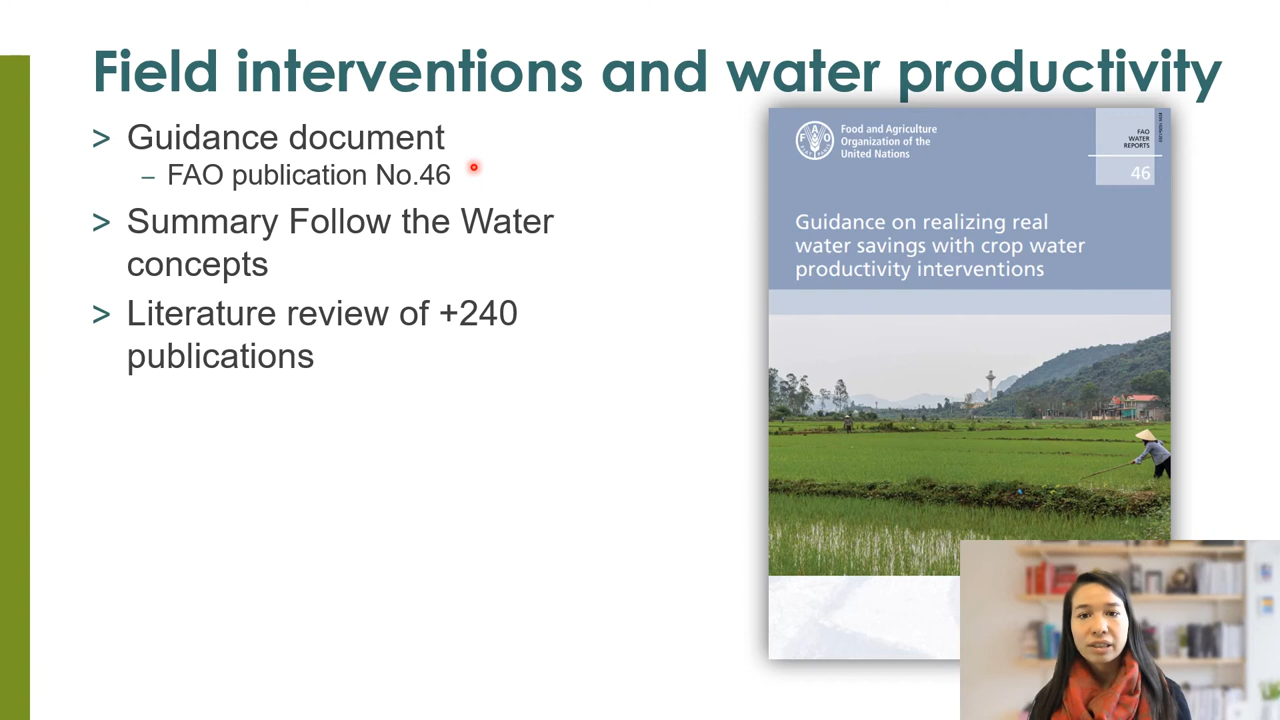 Field interventions and water productivity
> Guidance document
– FAO publication No.46
> Summary Follow the Water
concepts
> Literature review of +240
publications
FAO
Food and Agriculture
Organization of the
United Nations
FAO
WATER
REPORTS
46
Guidance on realizing real
water savings with crop water
productivity interventions